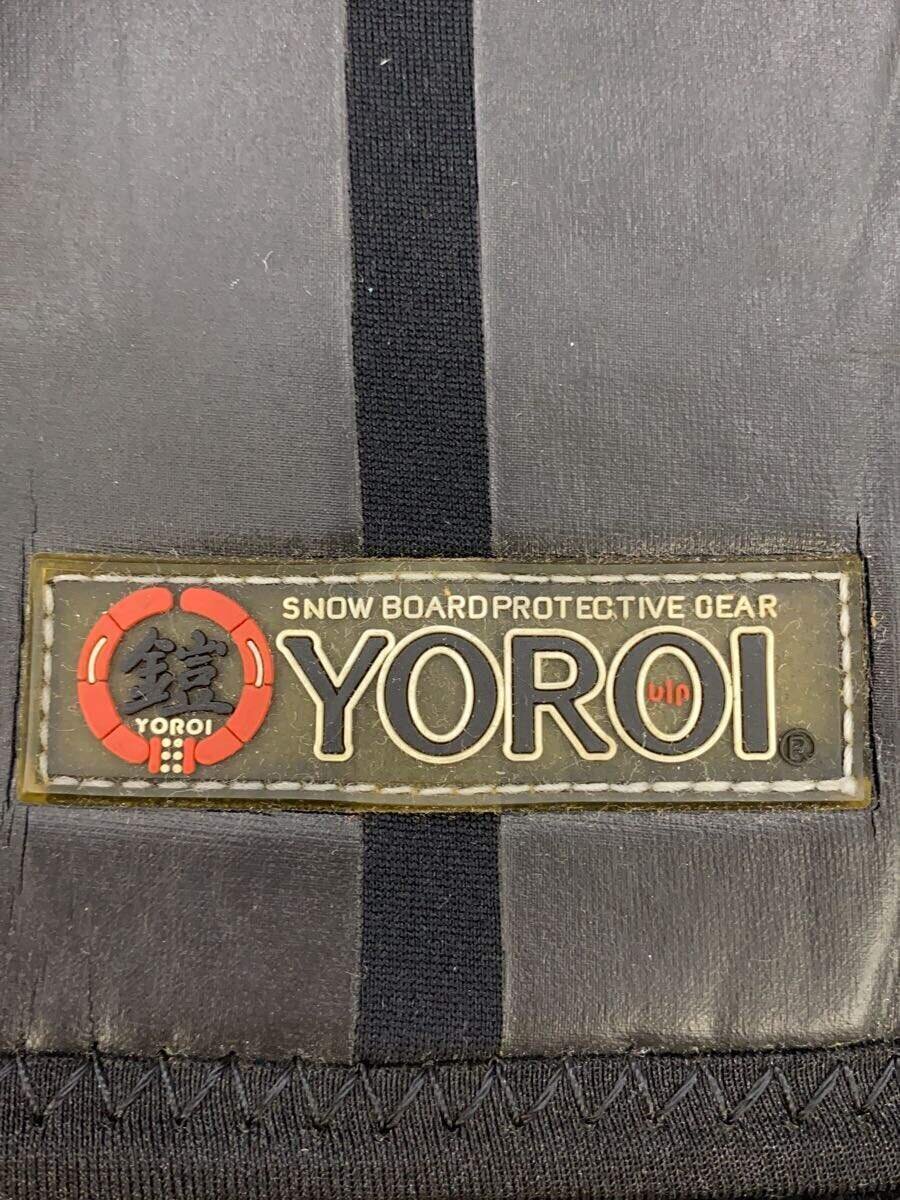 SNOW BOARD PROTECTIVE GEAR
鎧
YOROI
YOROI
®